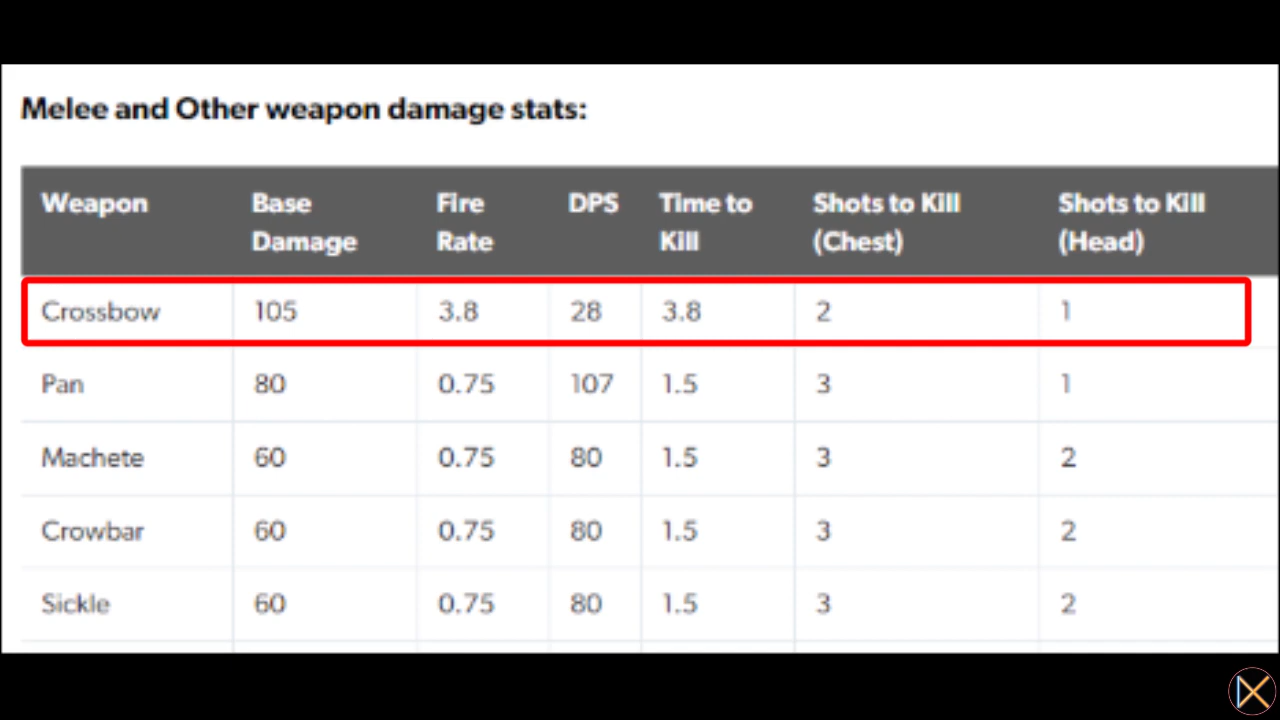 Melee and Other weapon damage stats:
Weapon Base Damage Fire Rate DPS Time to Kill Shots to Kill (Chest) Shots to Kill (Head)
Crossbow 105 3.8 28 3.8 2 1
Pan 80 0.75 107 1.5 3 1
Machete 60 0.75 80 1.5 3 2
Crowbar 60 0.75 80 1.5 3 2
Sickle 60 0.75 80 1.5 3 2